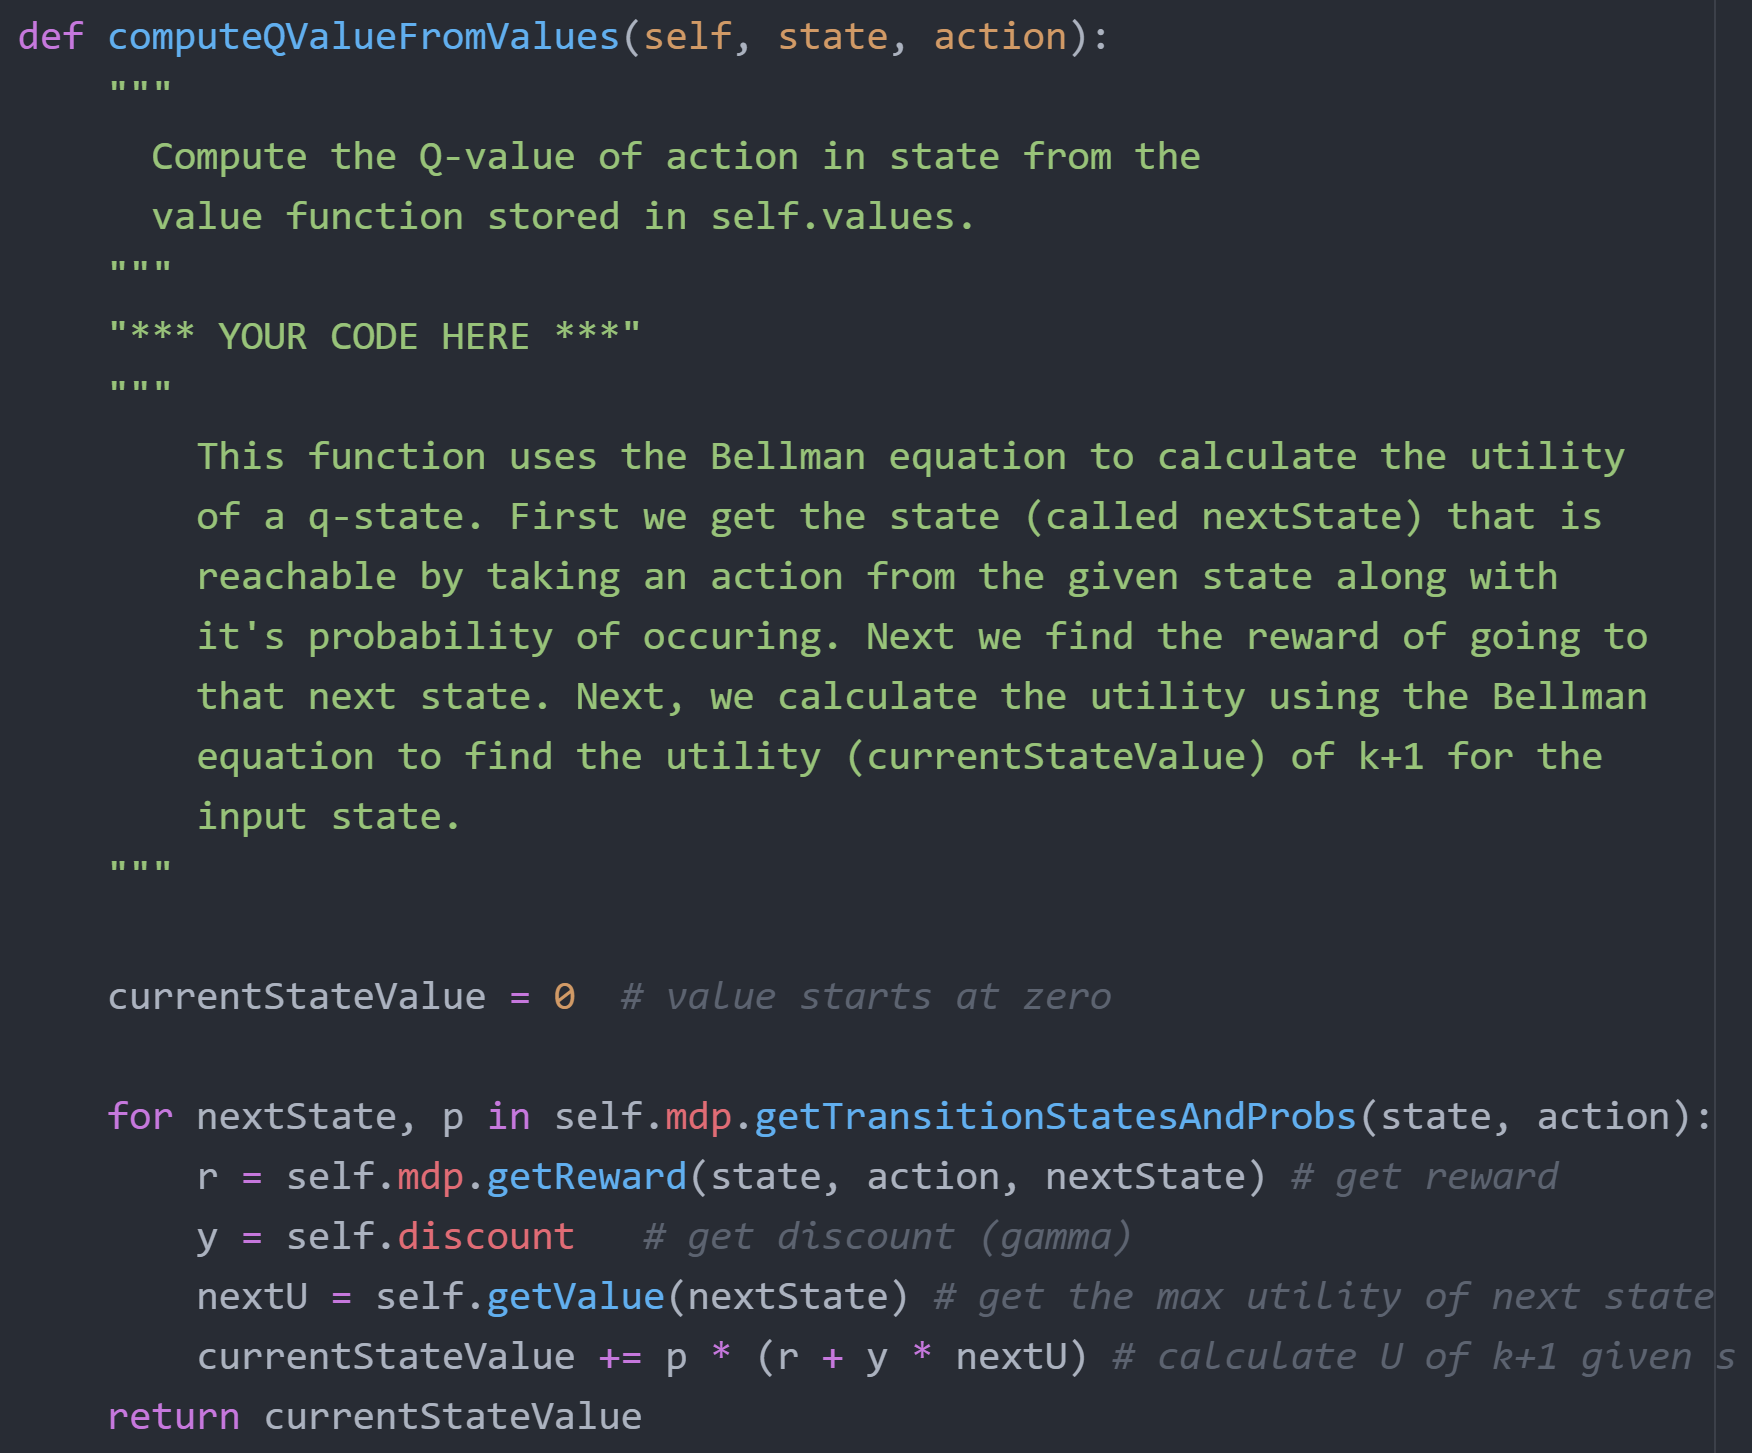 def computeQValueFromValues(self, state, action):
"""
Compute the Q-value of action in state from the
value function stored in self.values.
"""
"*** YOUR CODE HERE ***"
"""
This function uses the Bellman equation to calculate the utility
of a q-state. First we get the state (called nextState) that is
reachable by taking an action from the given state along with
it's probability of occuring. Next we find the reward of going to
that next state. Next, we calculate the utility using the Bellman
equation to find the utility (currentStateValue) of k+1 for the
input state.
"""
currentStateValue = 0  # value starts at zero
for nextState, p in self.mdp.getTransitionStatesAndProbs(state, action):
r = self.mdp.getReward(state, action, nextState) # get reward
y = self.discount   # get discount (gamma)
nextU = self.getValue(nextState) # get the max utility of next state
currentStateValue += p * (r + y * nextU) # calculate U of k+1 given s
return currentStateValue